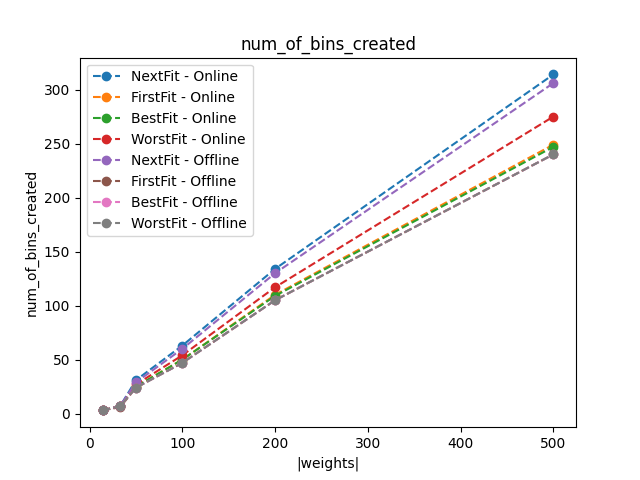 num_of_bins_created
NextFit - Online
FirstFit - Online
BestFit - Online
WorstFit - Online
NextFit - Offline
FirstFit - Offline
BestFit - Offline
WorstFit - Offline
num_of_bins_created
300
250
200
150
100
50
0
0 100 200 300 400 500
|weights|